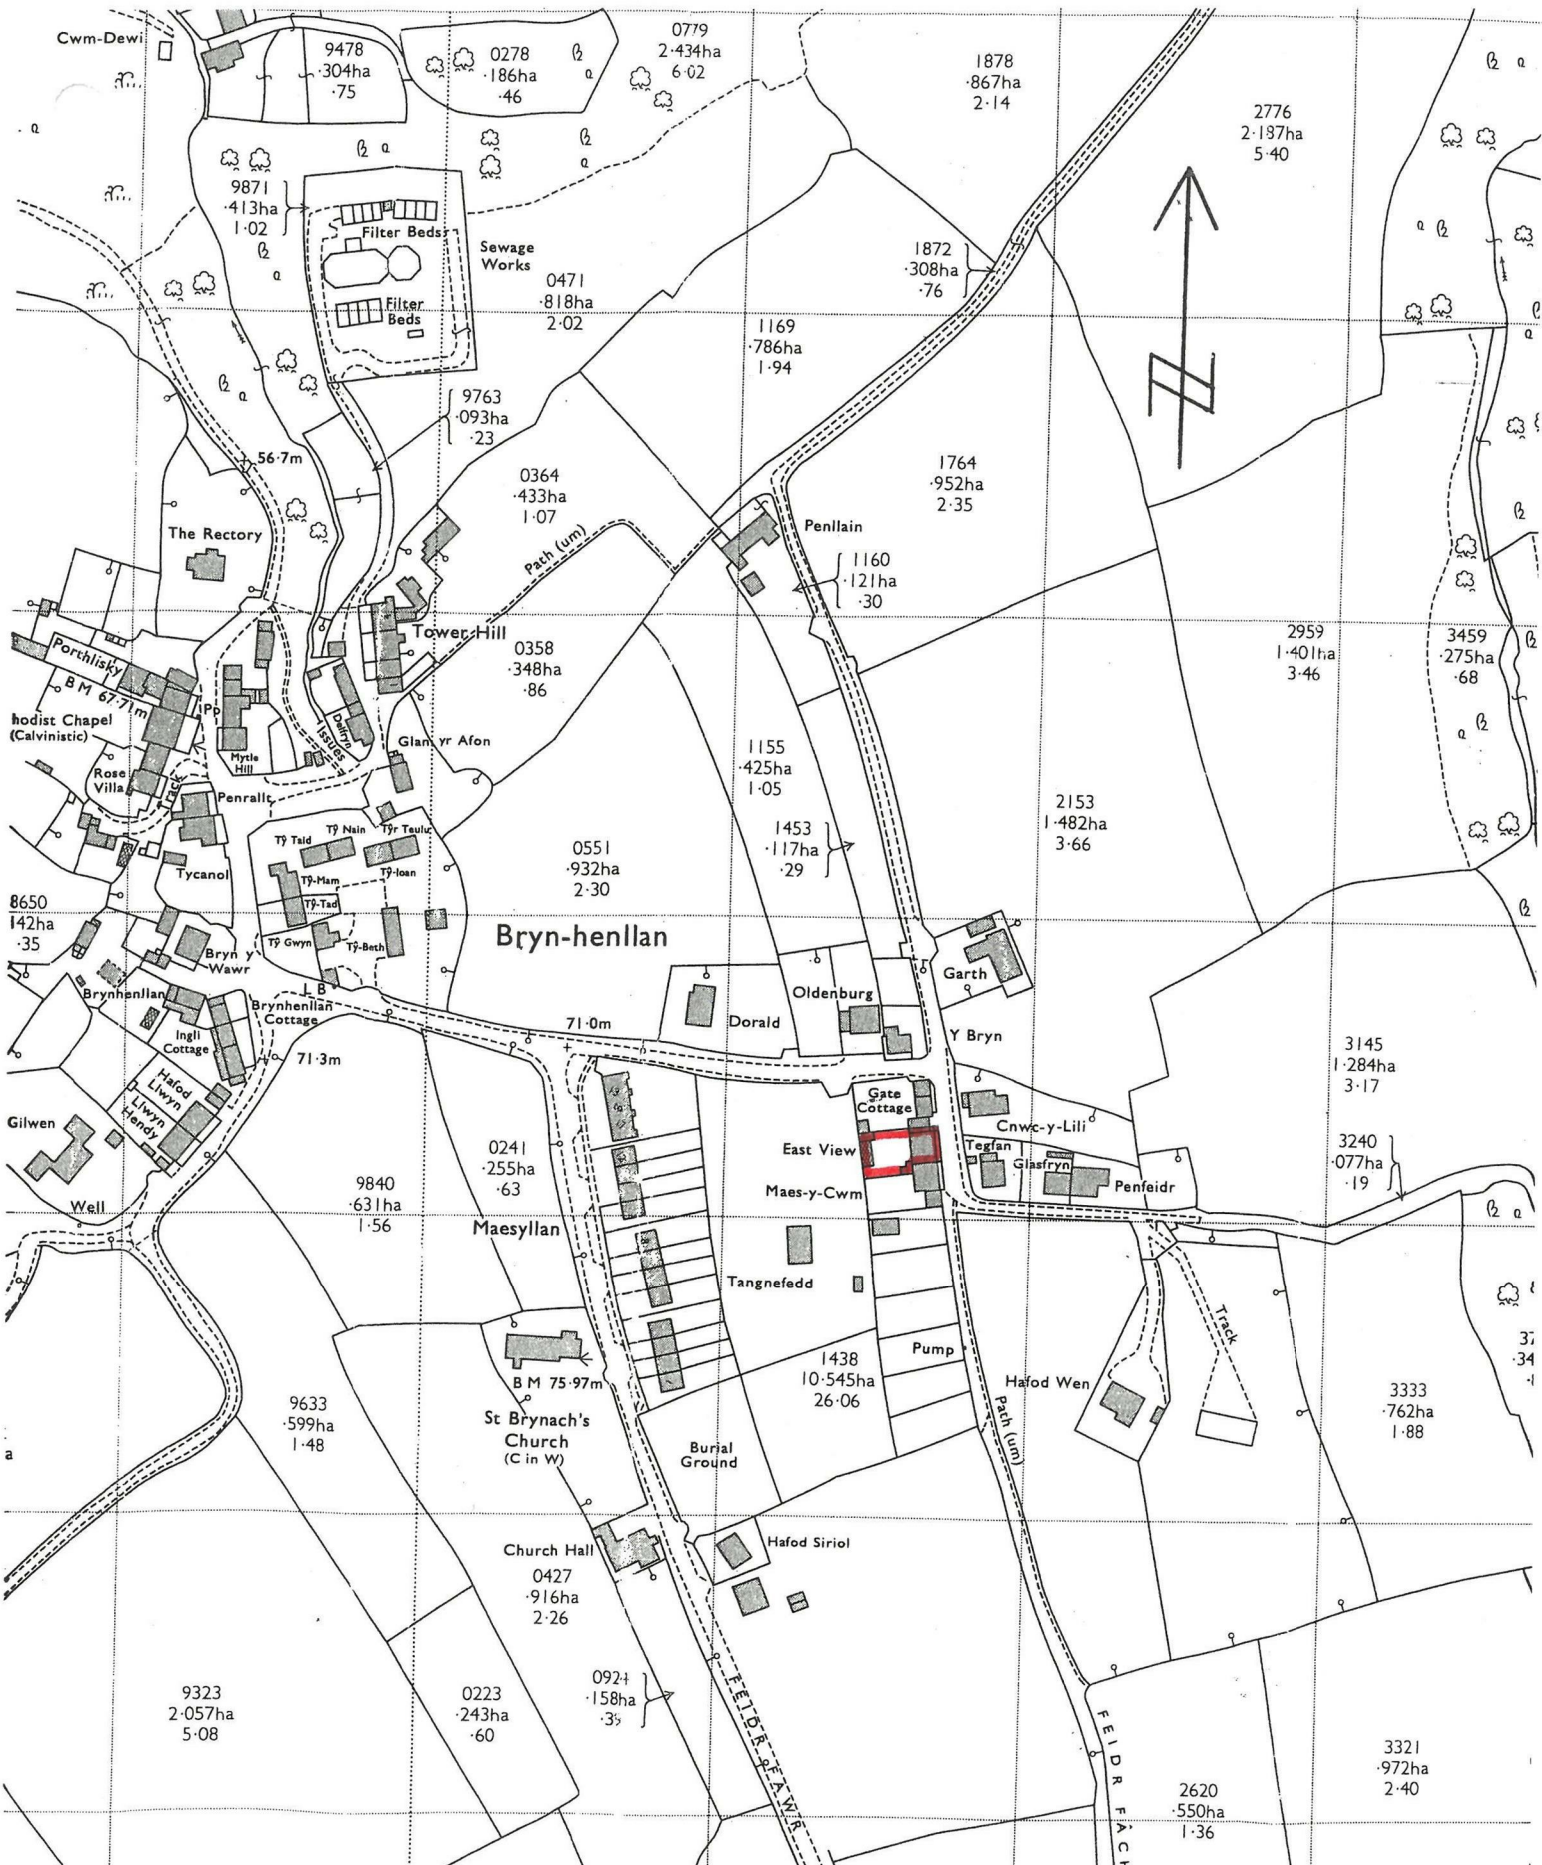 Cwm-Dewi
9478
·304ha
·75
0278
·186ha
·46
0779
2·434ha
6·02
1878
·867ha
2·14
2776
2·187ha
5·40
9871
·413ha
1·02
Filter Beds
Sewage
Works
Filter
Beds
0471
·818ha
2·02
1872
·308ha
·76
1169
·786ha
1·94
N
9763
·093ha
·23
56·7m
0364
·433ha
1·07
1764
·952ha
2·35
The Rectory
Path (um)
Penllain
1160
·121ha
·30
Tower Hill
0358
·348ha
·86
2959
1·401ha
3·46
3459
·275ha
·68
Porthlisky
B M 67·71m
hodist Chapel
(Calvinistic)
Pp
Mytle
Hill
Issues
Delfryn
Glan yr Afon
Rose
Villa
Track
Penrallt
1155
·425ha
1·05
2153
1·482ha
3·66
1453
·117ha
·29
Tŷ Taid
Tŷ Nain
Tŷr Teulu
Tŷ-Mam
Tŷ-Ioan
Tŷ-Tad
Tycanol
0551
·932ha
2·30
8650
142ha
·35
Tŷ Gwyn
Tŷ-Beth
Bryn-henllan
Bryn y
Wawr
Garth
Brynhenllan
L B
Brynhenllan
Cottage
Oldenburg
Dorald
71·0m
Y Bryn
Ingli
Cottage
71·3m
3145
1·284ha
3·17
Hafod
Llwyn
Llwyn
Hendy
Gate
Cottage
Cnwc-y-Lili
Gilwen
0241
·255ha
·63
East View
Tegfan
Glasfryn
Penfeidr
3240
·077ha
·19
Maes-y-Cwm
9840
·631ha
1·56
Well
Maesyllan
Tangnefedd
Track
Pump
1438
10·545ha
26·06
Hafod Wen
B M 75·97m
9633
·599ha
1·48
St Brynach's
Church
(C in W)
Burial
Ground
Path (um)
3333
·762ha
1·88
Church Hall
Hafod Siriol
0427
·916ha
2·26
9323
2·057ha
5·08
0223
·243ha
·60
·158ha
FEIDR FAWR
FEIDR FÂCH
3321
·972ha
2·40
2620
·550ha
1·36